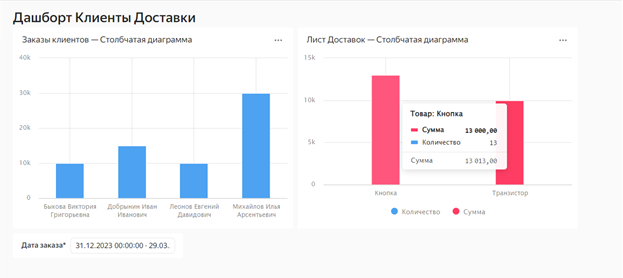 Дашборт Клиенты Доставки
Заказы клиентов — Столбчатая диаграмма
40k
30k
20k
10k
0
Быкова Виктория
Григорьевна
Добрынин Иван
Иванович
Леонов Евгений
Давидович
Михайлов Илья
Арсентьевич
Лист Доставок — Столбчатая диаграмма
15k
10k
5k
0
Товар: Кнопка
Сумма 13 000,00
Количество 13
Сумма 13 013,00
Кнопка
Транзистор
Количество
Сумма
Дата заказа* 31.12.2023 00:00:00 - 29.03.